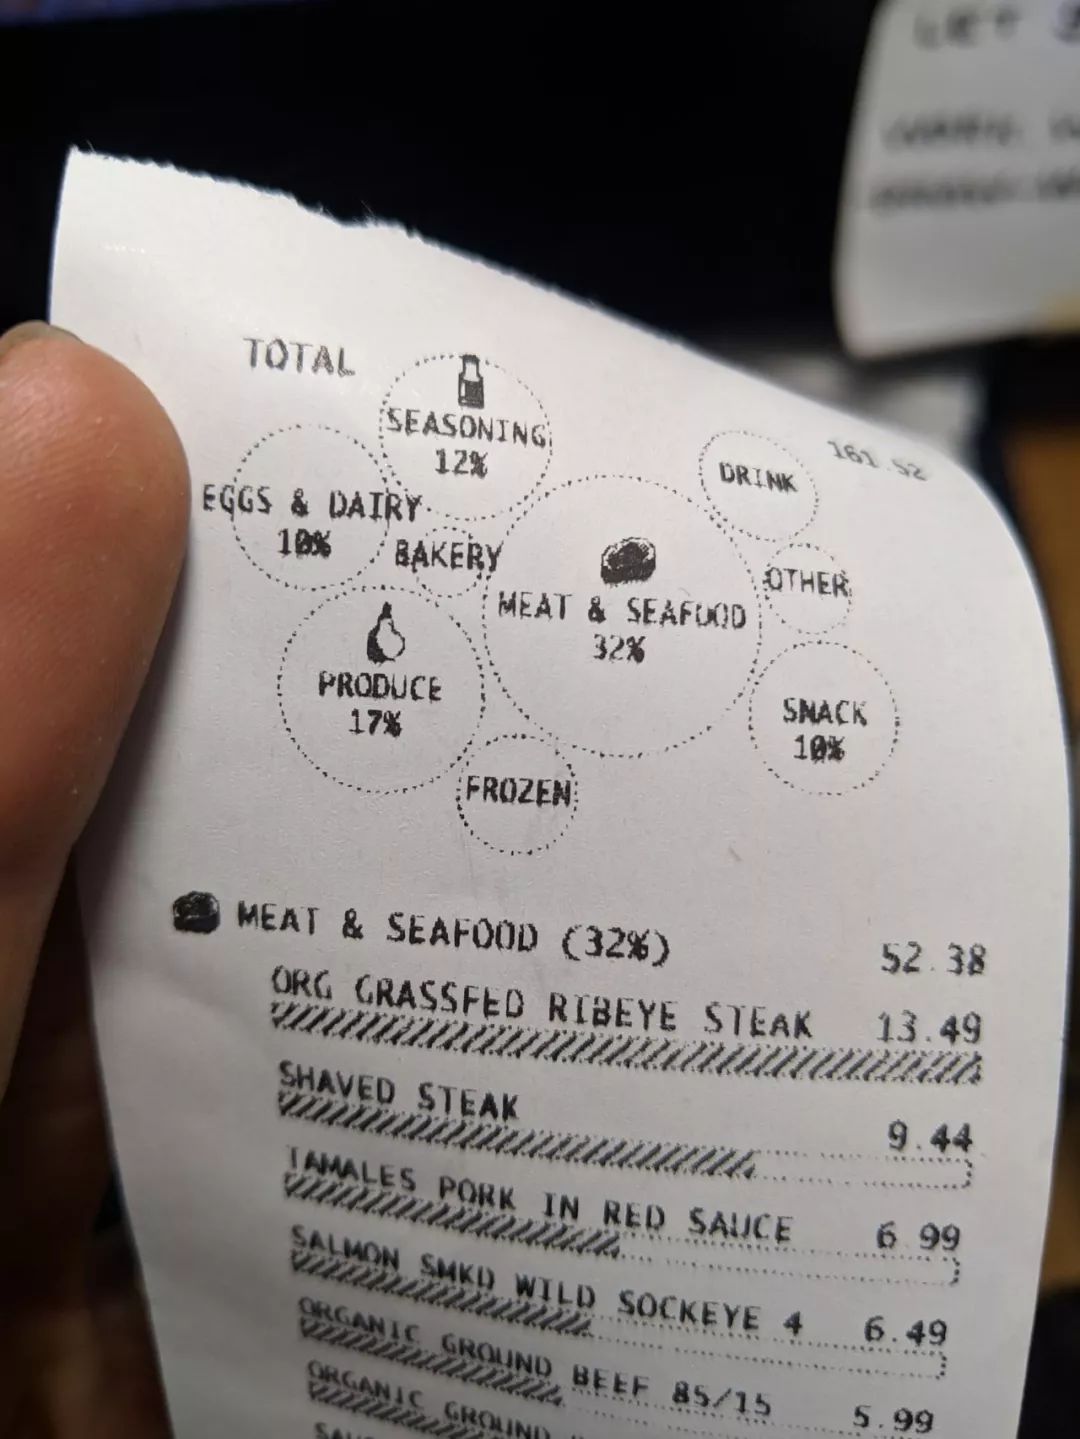 LET
TOTAL
161.52
SEASONING
12%
DRINK
EGGS & DAIRY
10%
BAKERY
MEAT & SEAFOOD
32%
OTHER
PRODUCE
17%
SNACK
10%
FROZEN
MEAT & SEAFOOD (32%) 52.38
ORG GRASSFED RIBEYE STEAK 13.49
SHAVED STEAK 9.44
TAMALES PORK IN RED SAUCE 6.99
SALMON SMKD WILD SOCKEYE 4 6.49
ORGANIC GROUND BEEF 85/15 5.99
ORGANIC GROUND